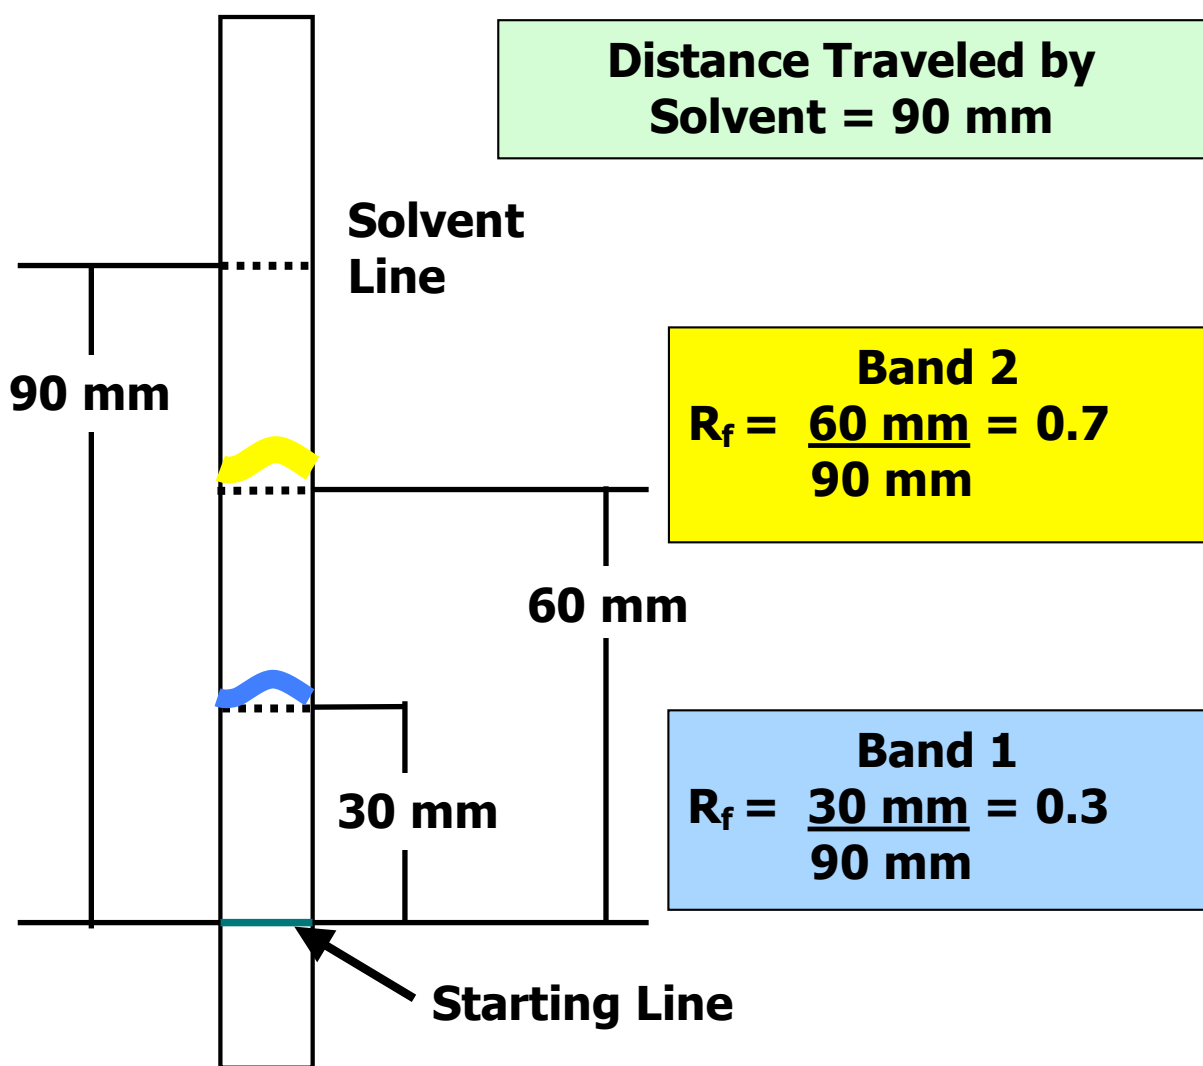 Distance Traveled by
Solvent = 90 mm
Solvent
Line
90 mm
Band 2
Rf = 60 mm = 0.7
90 mm
60 mm
30 mm
Band 1
Rf = 30 mm = 0.3
90 mm
Starting Line